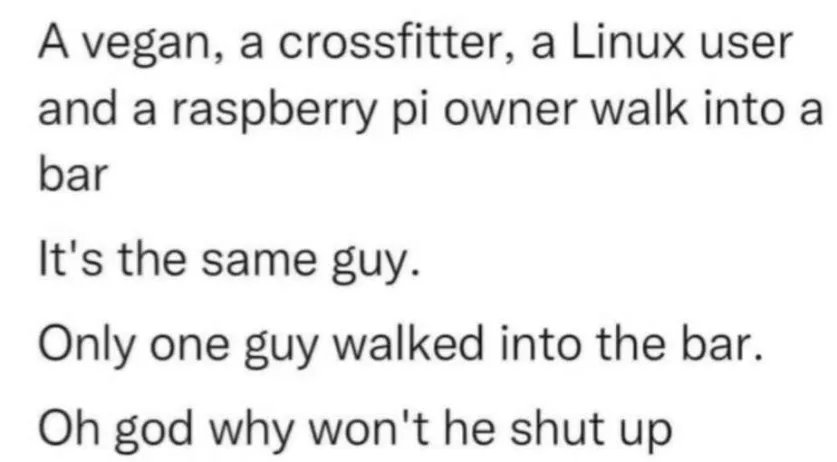 A vegan, a crossfitter, a Linux user
and a raspberry pi owner walk into a
bar
It's the same guy.
Only one guy walked into the bar.
Oh god why won't he shut up